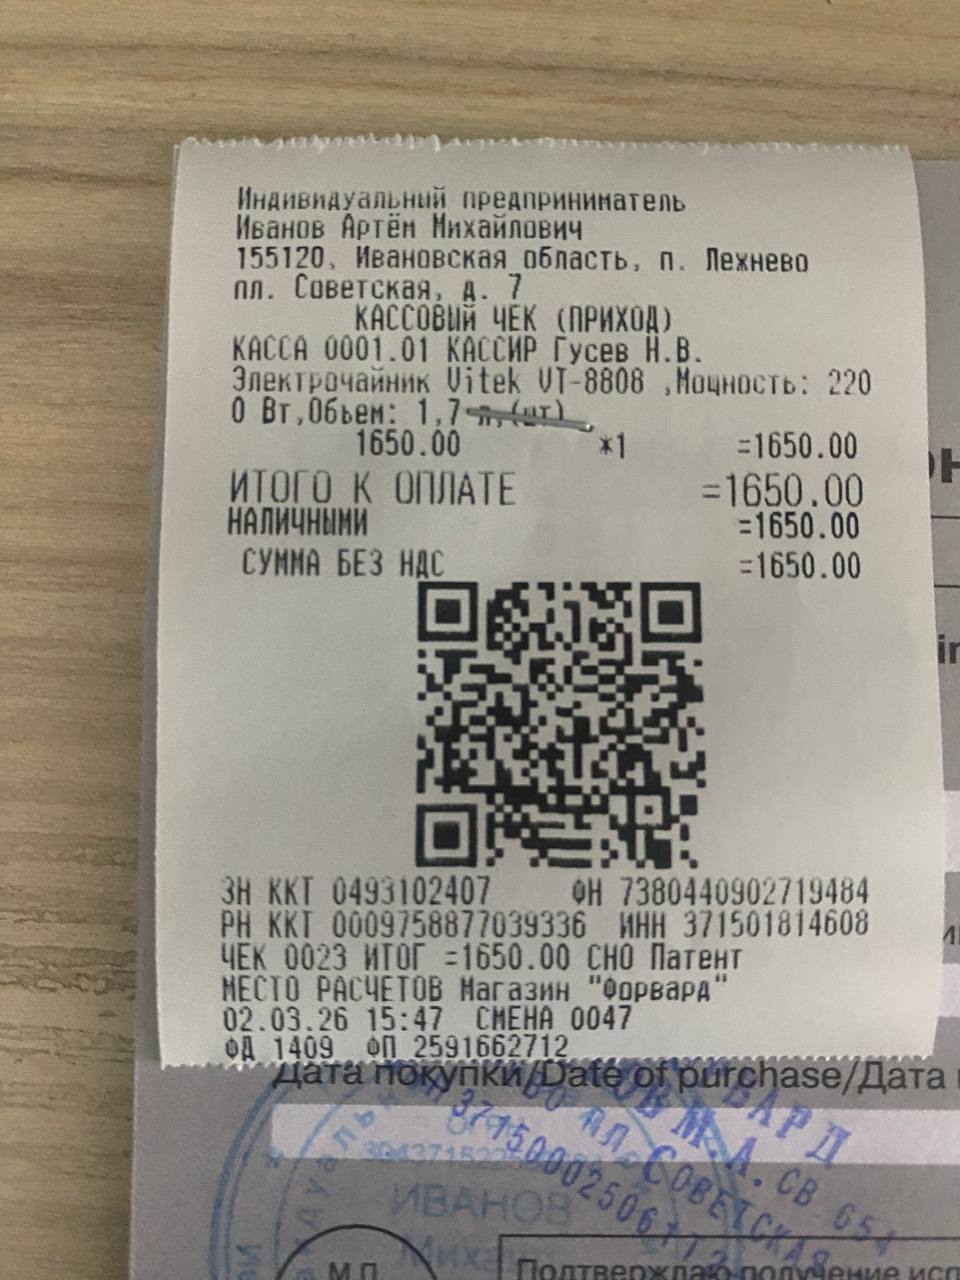 Индивидуальный предприниматель
Иванов Артём Михайлович
155120, Ивановская область, п. Лежнево
пл. Советская, д. 7
КАССОВЫЙ ЧЕК (ПРИХОД)
КАССА 0001.01 КАССИР Гусев Н.В.
Электрочайник Vitek VT-8808 ,Мощность: 220
0 Вт,Объем: 1,7 л,(шт)
1650.00 *1 =1650.00
ИТОГО К ОПЛАТЕ =1650.00
НАЛИЧНЫМИ =1650.00
СУММА БЕЗ НДС =1650.00
ЗН ККТ 0493102407 ФН 7380440902719484
РН ККТ 0009758877039336 ИНН 371501814608
ЧЕК 0023 ИТОГ =1650.00 СНО Патент
МЕСТО РАСЧЕТОВ Магазин "Форвард"
02.03.26 15:47 СМЕНА 0047
ФД 1409 ФП 2591662712
Дата покупки/Date of purchase/Дата
ИВАНОВ
СОВЕТСКАЯ
М.П.
Подтверждаю получение